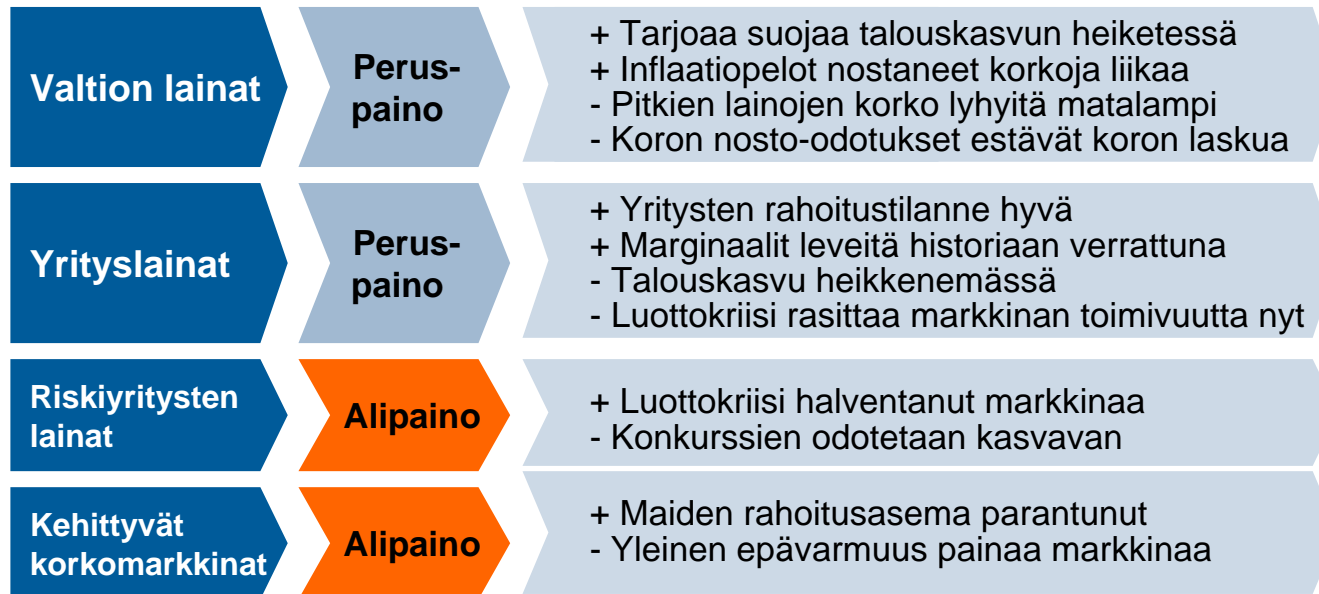 Valtion lainat
Perus-
paino
+ Tarjoaa suojaa talouskasvun heiketessä
+ Inflaatiopelot nostaneet korkoja liikaa
- Pitkien lainojen korko lyhyitä matalampi
- Koron nosto-odotukset estävät koron laskua
Yrityslainat
Perus-
paino
+ Yritysten rahoitustilanne hyvä
+ Marginaalit leveitä historiaan verrattuna
- Talouskasvu heikkenemässä
- Luottokriisi rasittaa markkinan toimivuutta nyt
Riskiyritysten
lainat
Alipaino
+ Luottokriisi halventanut markkinaa
- Konkurssien odotetaan kasvavan
Kehittyvät
korkomarkkinat
Alipaino
+ Maiden rahoitusasema parantunut
- Yleinen epävarmuus painaa markkinaa